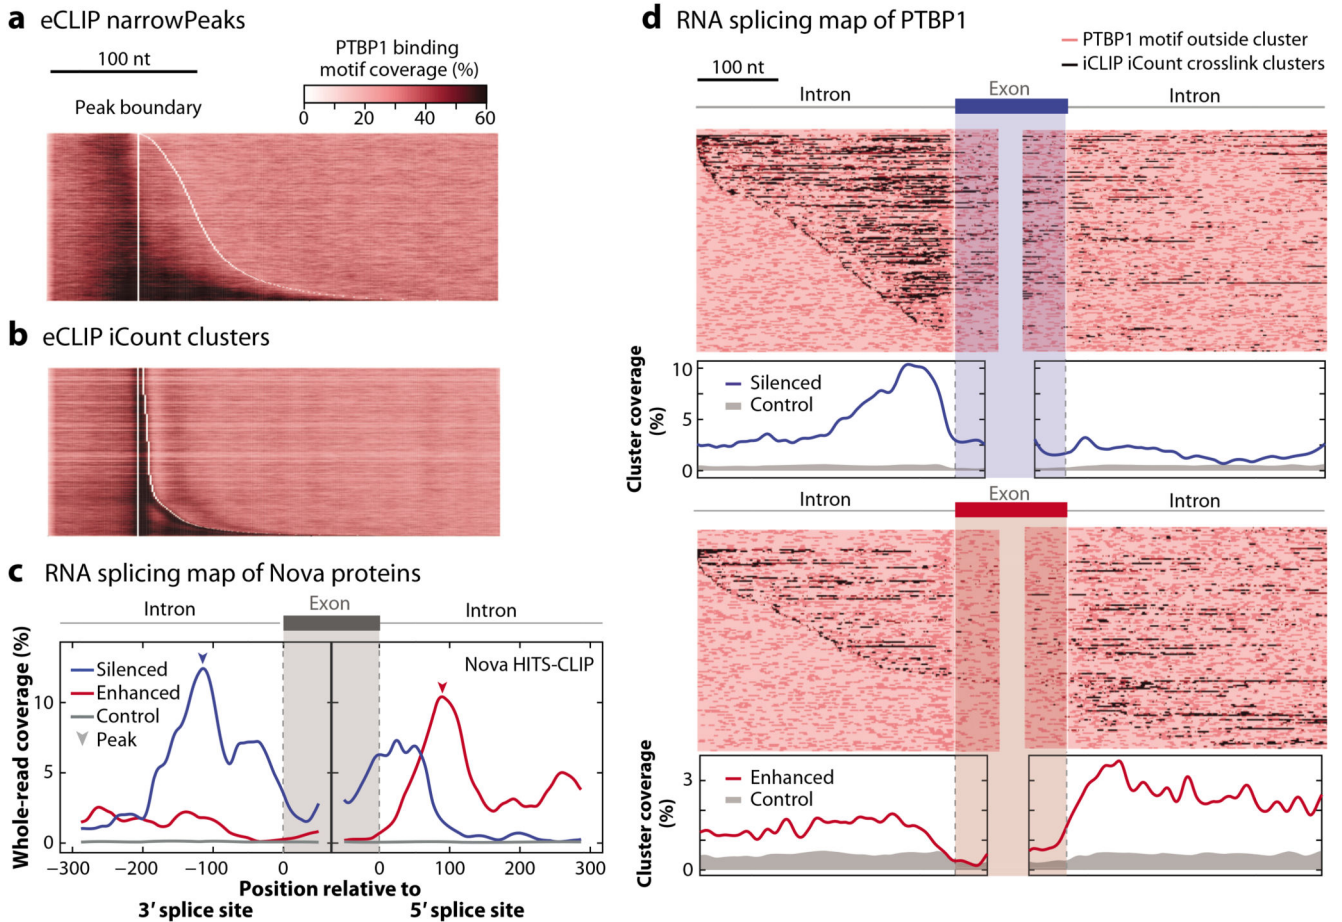 a eCLIP narrowPeaks
100 nt
Peak boundary
PTBP1 binding
motif coverage (%)
0 20 40 60
b eCLIP iCount clusters
c RNA splicing map of Nova proteins
Intron Exon Intron
Whole-read coverage (%)
10
5
0
Silenced
Enhanced
Control
Peak
Nova HITS-CLIP
−300 −200 −100 0 0 100 200 300
Position relative to
3′ splice site 5′ splice site
d RNA splicing map of PTBP1
PTBP1 motif outside cluster
iCLIP iCount crosslink clusters
100 nt
Intron Exon Intron
Cluster coverage
(%)
10
5
0
Silenced
Control
Intron Exon Intron
Cluster coverage
(%)
3
0
Enhanced
Control